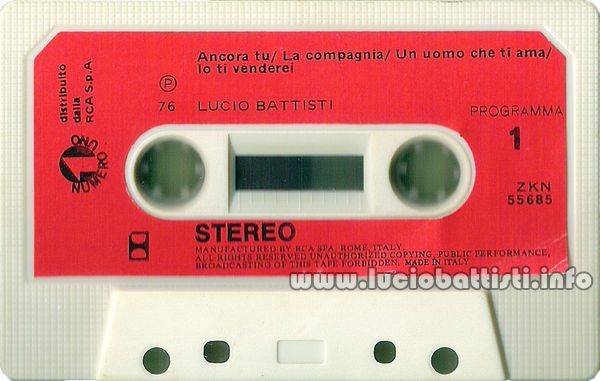 Ancora tu/ La compagnia/ Un uomo che ti ama/
Io ti venderei
distribuito
dalla
RCA S.p.A.
P
76 LUCIO BATTISTI
PROGRAMMA
1
NUMERO UNO
ZKN
55685
STEREO
MANUFACTURED BY RCA SPA ROME, ITALY.
ALL RIGHTS RESERVED UNAUTHORIZED COPYING, PUBLIC PERFORMANCE,
BROADCASTING OF THIS TAPE FORBIDDEN. MADE IN ITALY
www.luciobattisti.info